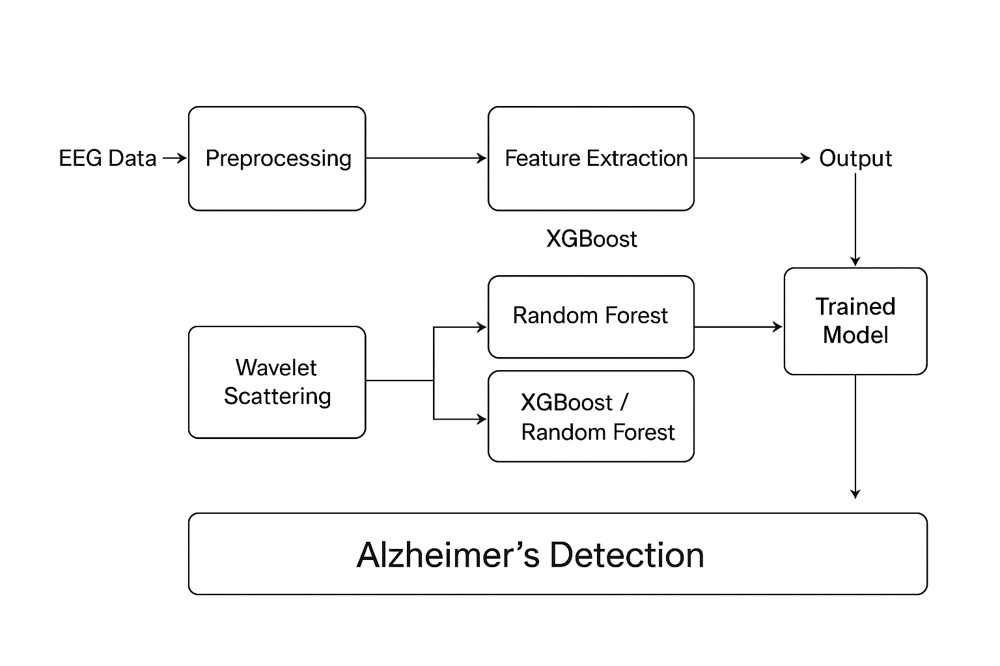 EEG Data
Preprocessing
Feature Extraction
Output
XGBoost
Random Forest
Trained
Model
Wavelet
Scattering
XGBoost /
Random Forest
Alzheimer’s Detection